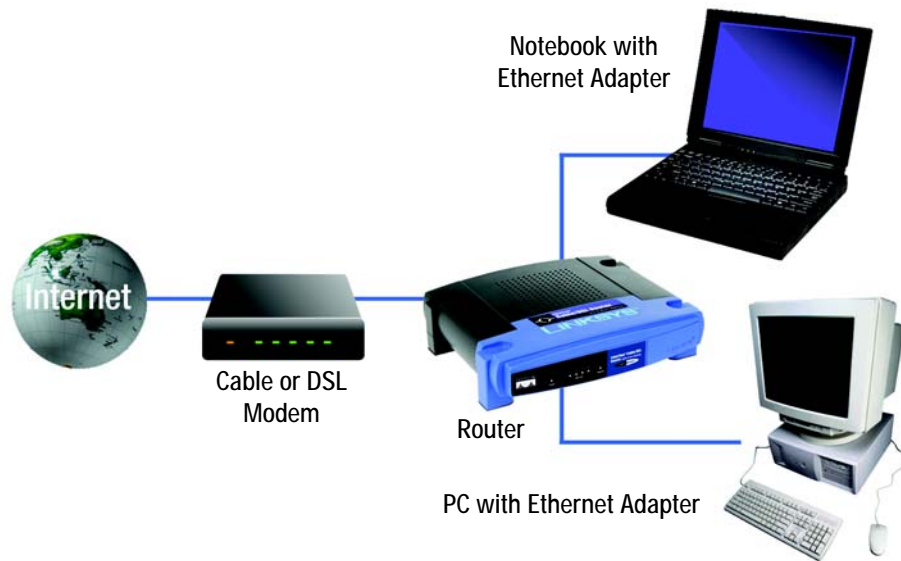 Notebook with
Ethernet Adapter
Internet
Cable or DSL
Modem
LINKSYS
Router
PC with Ethernet Adapter